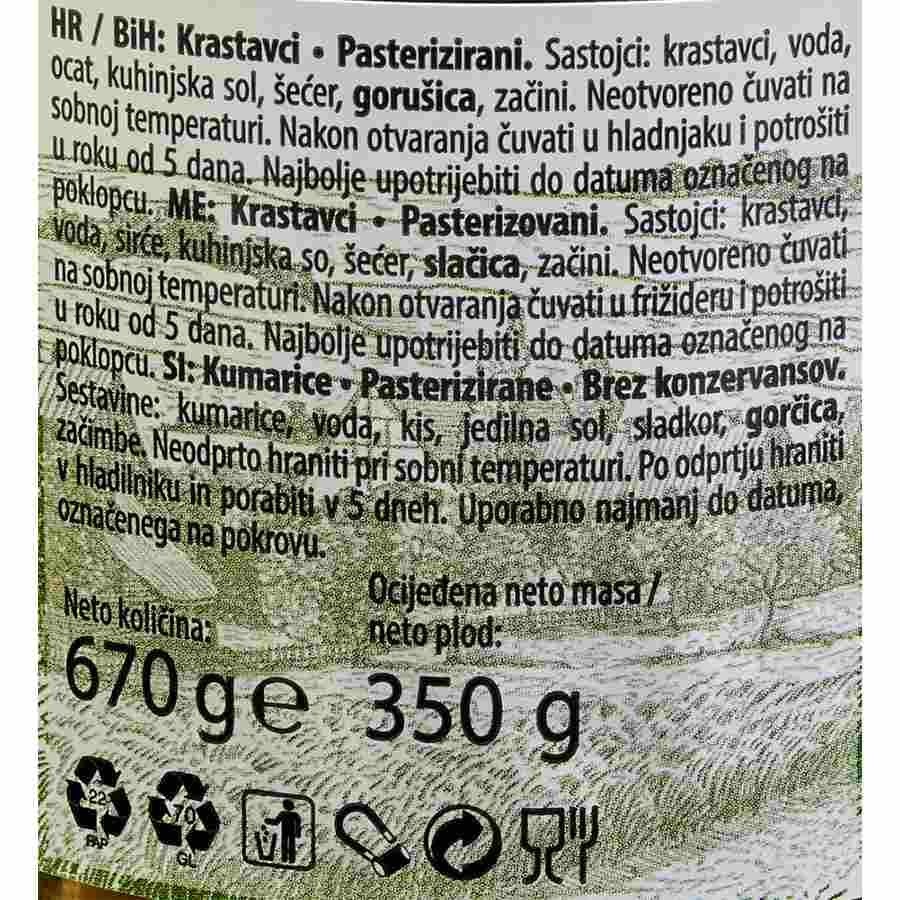 HR / BiH: Krastavci • Pasterizirani. Sastojci: krastavci, voda,
ocat, kuhinjska sol, šećer, gorušica, začini. Neotvoreno čuvati na
sobnoj temperaturi. Nakon otvaranja čuvati u hladnjaku i potrošiti
u roku od 5 dana. Najbolje upotrijebiti do datuma označenog na
poklopcu. ME: Krastavci • Pasterizovani. Sastojci: krastavci,
voda, sirće, kuhinjska so, šećer, slačica, začini. Neotvoreno čuvati
na sobnoj temperaturi. Nakon otvaranja čuvati u frižideru i potrošiti
u roku od 5 dana. Najbolje upotrijebiti do datuma označenog na
poklopcu. SI: Kumarice • Pasterizirane • Brez konzervansov.
Sestavine: kumarice, voda, kis, jedilna sol, sladkor, gorčica,
začimbe. Neodprto hraniti pri sobni temperaturi. Po odprtju hraniti
v hladilniku in porabiti v 5 dneh. Uporabno najmanj do datuma,
označenega na pokrovu.
Neto količina:
670 g e
Ocijeđena neto masa /
neto plod:
350 g
22
PAP
70
GL